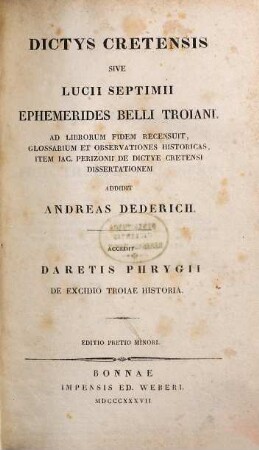 DICTYS CRETENSIS
SIVE
LUCII SEPTIMII
EPHEMERIDES BELLI TROIANI.
AD LIBRORUM FIDEM RECENSUIT,
GLOSSARIUM ET OBSERVATIONES HISTORICAS,
ITEM IAC. PERIZONII DE DICTYE CRETENSI
DISSERTATIONEM
ADDIDIT
ANDREAS DEDERICH.
ACCEDIT
DARETIS PHRYGII
DE EXCIDIO TROIAE HISTORIA.
EDITIO PRETIO MINORI.
BONNAE
IMPENSIS ED. WEBERI.
MDCCCXXXVII.